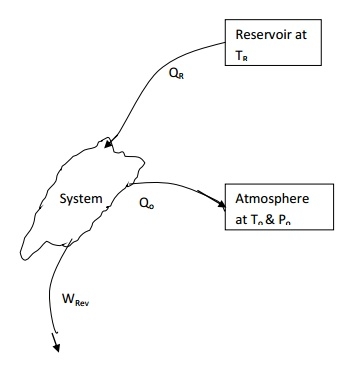 Reservoir at
TR
QR
System
Qo
Atmosphere
at To & Po
WRev